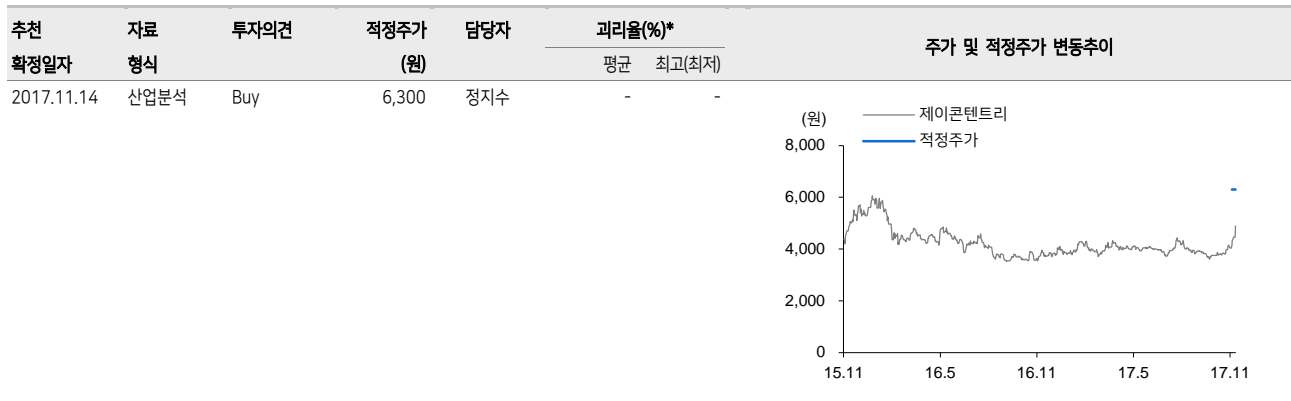 추천 자료 투자의견 적정주가 담당자 괴리율(%)* 주가 및 적정주가 변동추이
확정일자 형식 (원) 평균 최고(최저)
2017.11.14 산업분석 Buy 6,300 정지수 - -
(원)
제이콘텐트리
적정주가
8,000
6,000
4,000
2,000
0
15.11 16.5 16.11 17.5 17.11